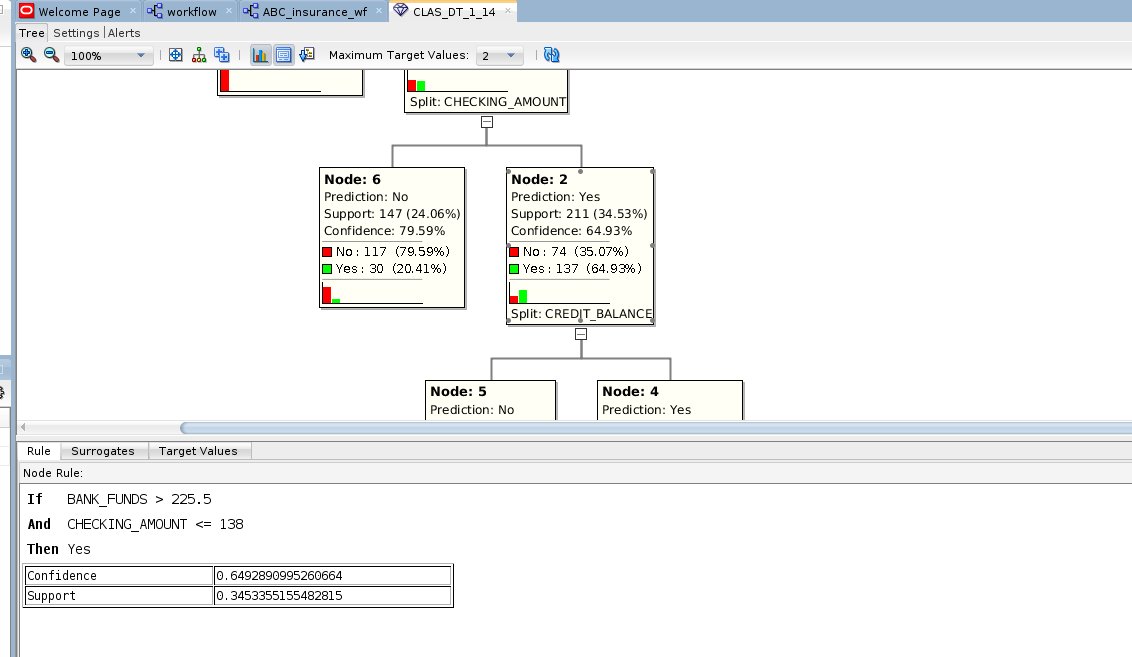 Welcome Page
workflow
ABC_insurance_wf
CLAS_DT_1_14
Tree Settings Alerts
100% Maximum Target Values: 2
Split: CHECKING_AMOUNT
Node: 6
Prediction: No
Support: 147 (24.06%)
Confidence: 79.59%
No : 117 (79.59%)
Yes : 30 (20.41%)
Node: 2
Prediction: Yes
Support: 211 (34.53%)
Confidence: 64.93%
No : 74 (35.07%)
Yes : 137 (64.93%)
Split: CREDIT_BALANCE
Node: 5
Prediction: No
Node: 4
Prediction: Yes
Rule Surrogates Target Values
Node Rule:
If BANK_FUNDS > 225.5
And CHECKING_AMOUNT <= 138
Then Yes
Confidence 0.6492890995260664
Support 0.3453355155482815